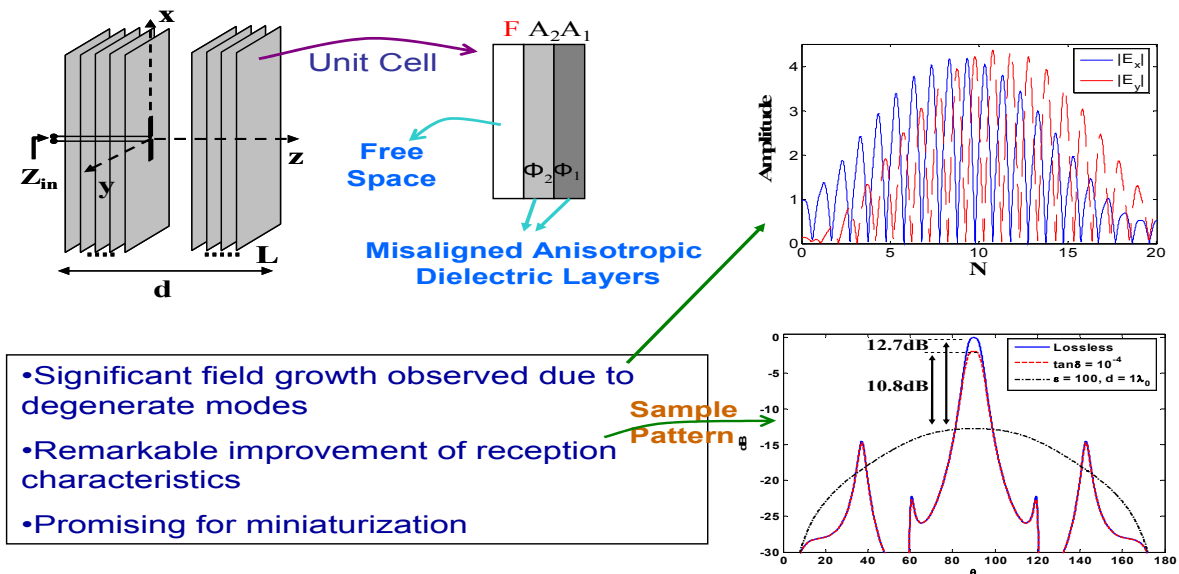 x
Z_in
y
z
L
d
Unit Cell
F A₂A₁
Φ₂ Φ₁
Free
Space
Misaligned Anisotropic
Dielectric Layers
•Significant field growth observed due to
degenerate modes
•Remarkable improvement of reception
characteristics
•Promising for miniaturization
Sample
Pattern
Amplitude
4
3
2
1
0
0 5 10 15 20
N
|E_x|
|E_y|
12.7dB
10.8dB
Lossless
tanδ = 10⁻⁴
ε = 100, d = 1λ₀
dB
0
-5
-10
-15
-20
-25
-30
0 20 40 60 80 100 120 140 160 180
θ